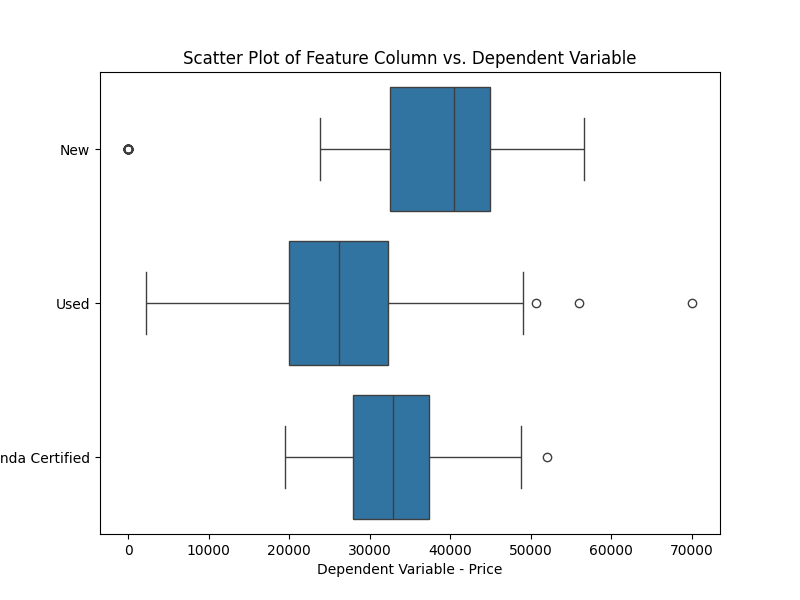 Scatter Plot of Feature Column vs. Dependent Variable
New
Used
nda Certified
0 10000 20000 30000 40000 50000 60000 70000
Dependent Variable - Price